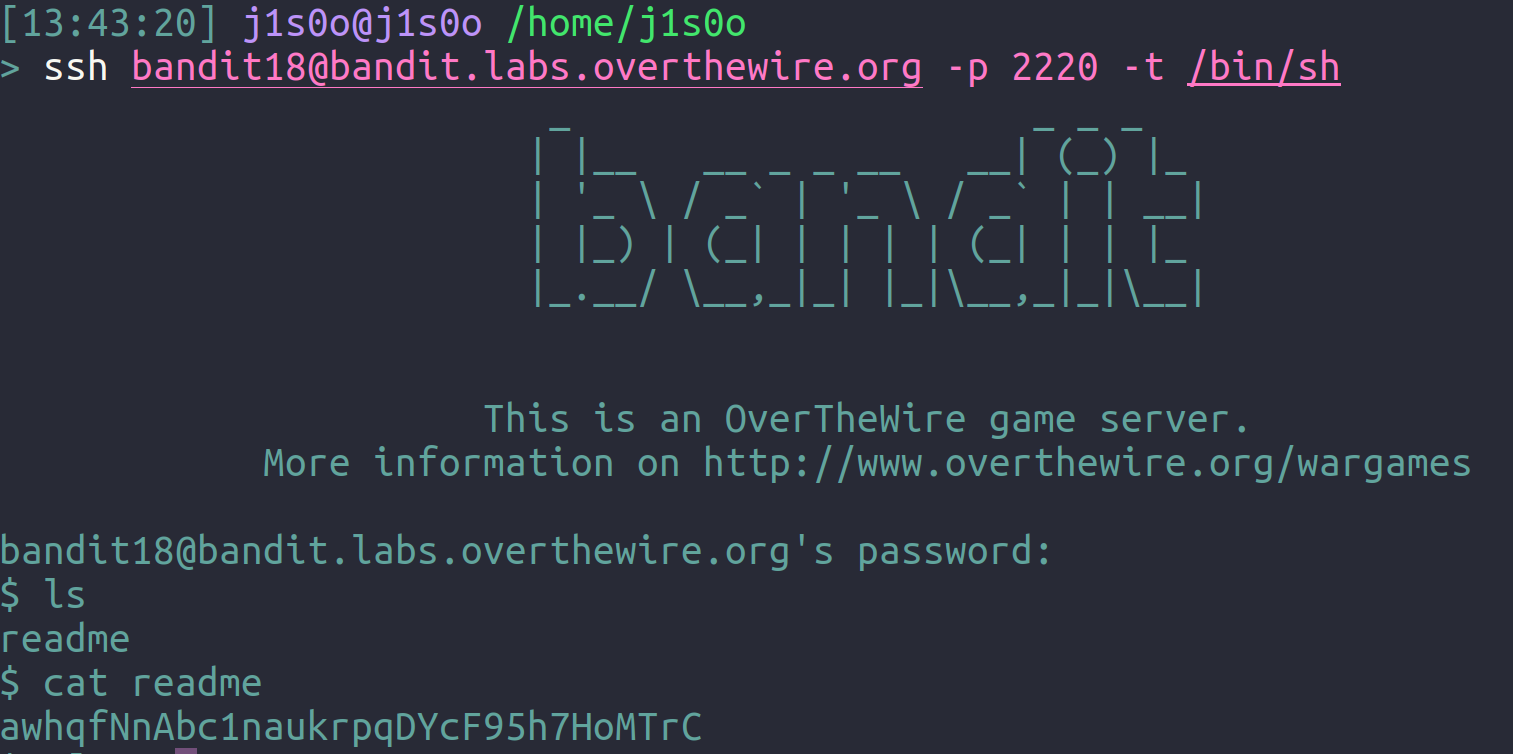 [13:43:20] j1s0o@j1s0o /home/j1s0o
> ssh bandit18@bandit.labs.overthewire.org -p 2220 -t /bin/sh
                         _                     _ _ _
                        | |__   __ _ _ __   __| (_) |_
                        | '_ \ / _` | '_ \ / _` | | __|
                        | |_) | (_| | | | | (_| | | |_
                        |_.__/ \__,_|_| |_|\__,_|_|\__|
This is an OverTheWire game server.
More information on http://www.overthewire.org/wargames
bandit18@bandit.labs.overthewire.org's password:
$ ls
readme
$ cat readme
awhqfNnAbc1naukrpqDYcF95h7HoMTrC